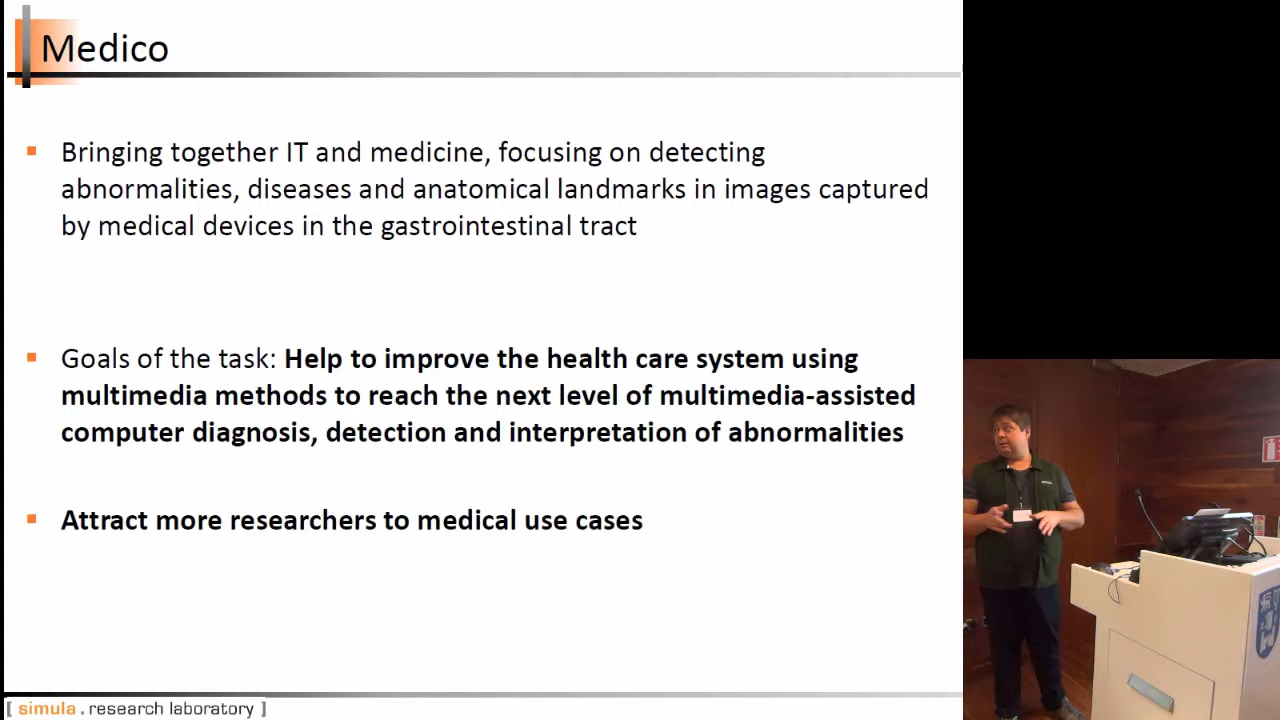 Medico
Bringing together IT and medicine, focusing on detecting
abnormalities, diseases and anatomical landmarks in images captured
by medical devices in the gastrointestinal tract
Goals of the task: Help to improve the health care system using
multimedia methods to reach the next level of multimedia-assisted
computer diagnosis, detection and interpretation of abnormalities
Attract more researchers to medical use cases
[ simula . research laboratory ]